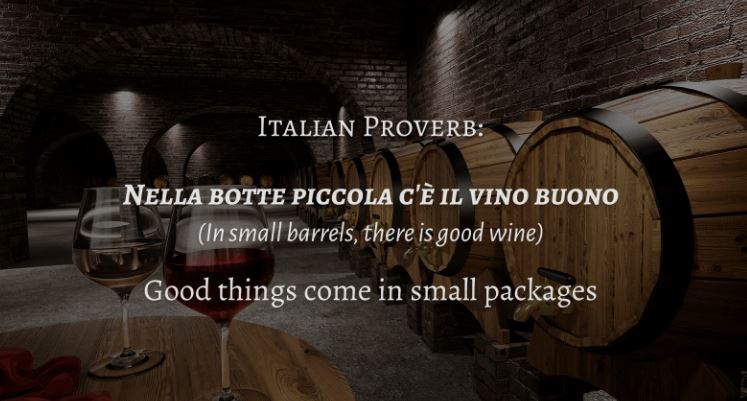 Italian Proverb:
Nella botte piccola c'è il vino buono
(In small barrels, there is good wine)
Good things come in small packages